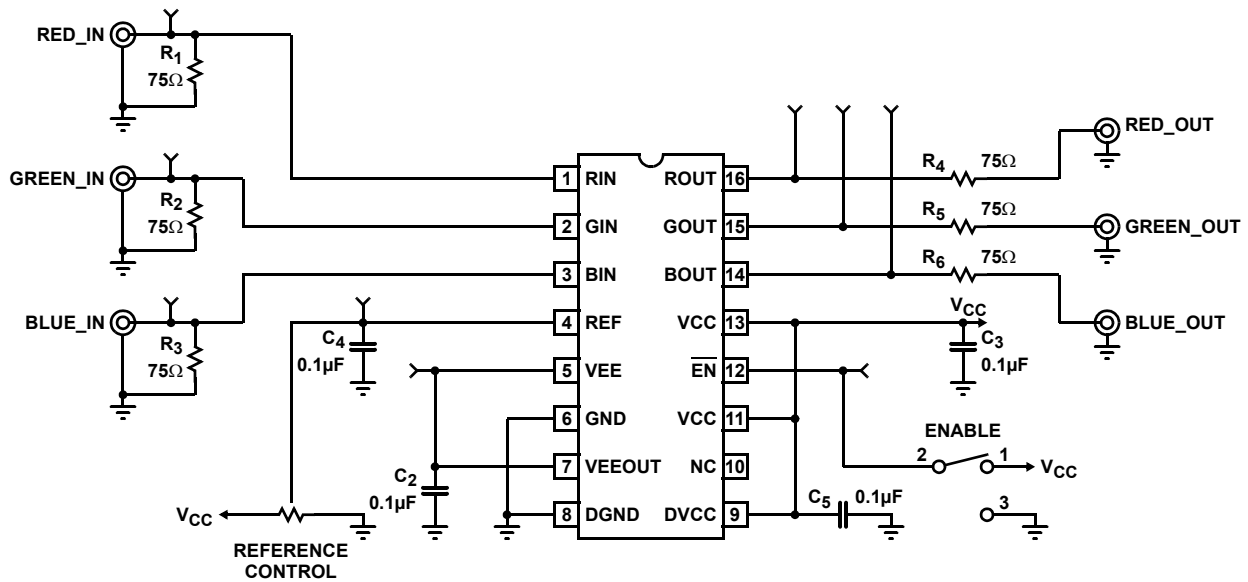 RED_IN
R1
75Ω
GREEN_IN
R2
75Ω
BLUE_IN
R3
75Ω
C4
0.1µF
C2
0.1µF
VCC
REFERENCE
CONTROL
1 RIN
2 GIN
3 BIN
4 REF
5 VEE
6 GND
7 VEEOUT
8 DGND
ROUT 16
GOUT 15
BOUT 14
VCC 13
EN 12
VCC 11
NC 10
DVCC 9
R4 75Ω
R5 75Ω
R6 75Ω
RED_OUT
GREEN_OUT
BLUE_OUT
VCC
C3
0.1µF
ENABLE
2 1
VCC
3
C5 0.1µF